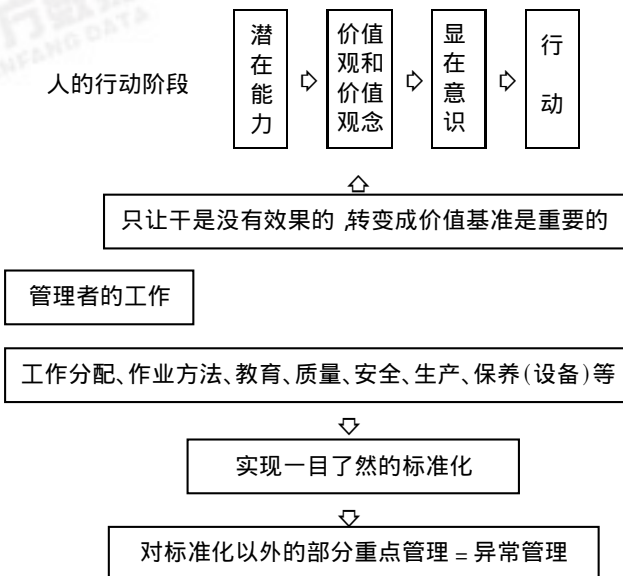 人的行动阶段
潜在能力
价值观和价值观念
显在意识
行动
只让干是没有效果的,转变成价值基准是重要的
管理者的工作
工作分配、作业方法、教育、质量、安全、生产、保养(设备)等
实现一目了然的标准化
对标准化以外的部分重点管理=异常管理